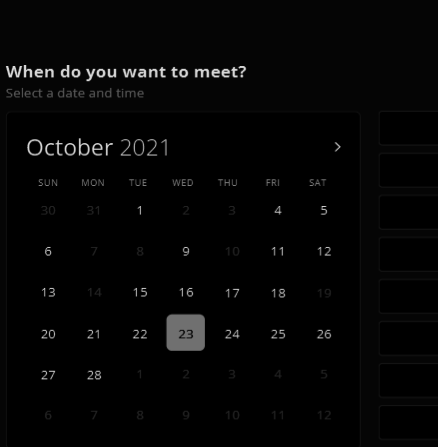 When do you want to meet?
Select a date and time
October 2021
SUN MON TUE WED THU FRI SAT
30 31 1 2 3 4 5
6 7 8 9 10 11 12
13 14 15 16 17 18 19
20 21 22 23 24 25 26
27 28 1 2 3 4 5
6 7 8 9 10 11 12